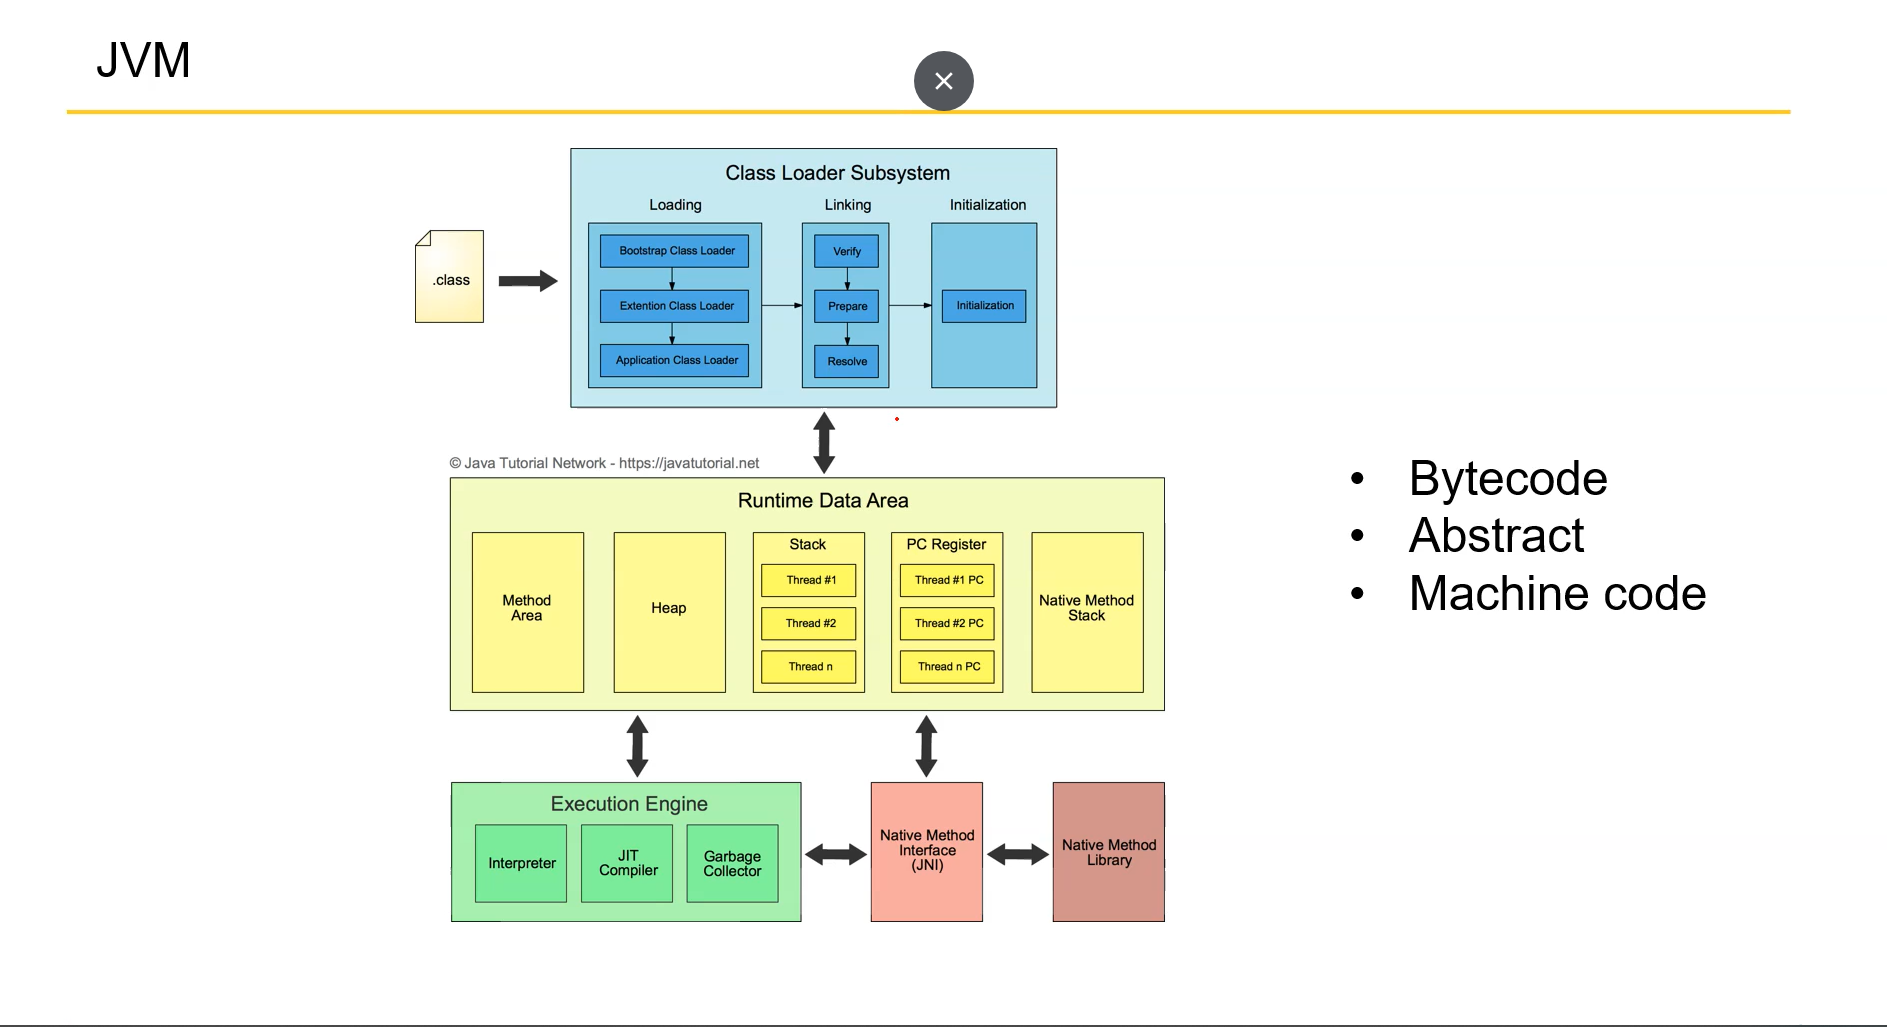 JVM
Class Loader Subsystem
Loading
Linking
Initialization
Bootstrap Class Loader
Extention Class Loader
Application Class Loader
Verify
Prepare
Resolve
Initialization
.class
© Java Tutorial Network - https://javatutorial.net
Runtime Data Area
Method
Area
Heap
Stack
Thread #1
Thread #2
Thread n
PC Register
Thread #1 PC
Thread #2 PC
Thread n PC
Native Method
Stack
Execution Engine
Interpreter
JIT
Compiler
Garbage
Collector
Native Method
Interface
(JNI)
Native Method
Library
• Bytecode
• Abstract
• Machine code